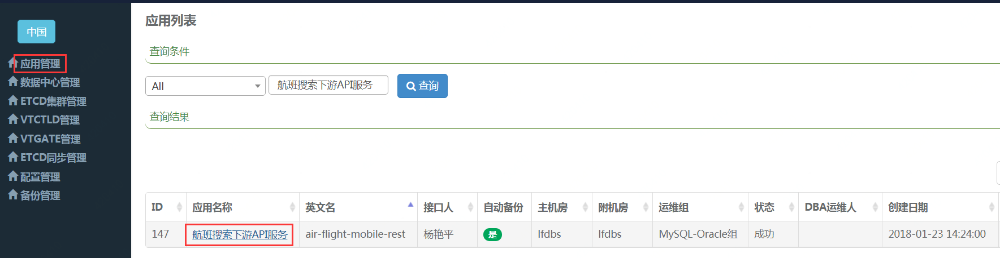 中国
应用管理
数据中心管理
ETCD集群管理
VTCTLD管理
VTGATE管理
ETCD同步管理
配置管理
备份管理
应用列表
查询条件
All 航班搜索下游API服务 查询
查询结果
ID 应用名称 英文名 接口人 自动备份 主机房 附机房 运维组 状态 DBA运维人 创建日期
147 航班搜索下游API服务 air-flight-mobile-rest 杨艳平 是 lfdbs lfdbs MySQL-Oracle组 成功 2018-01-23 14:24:00